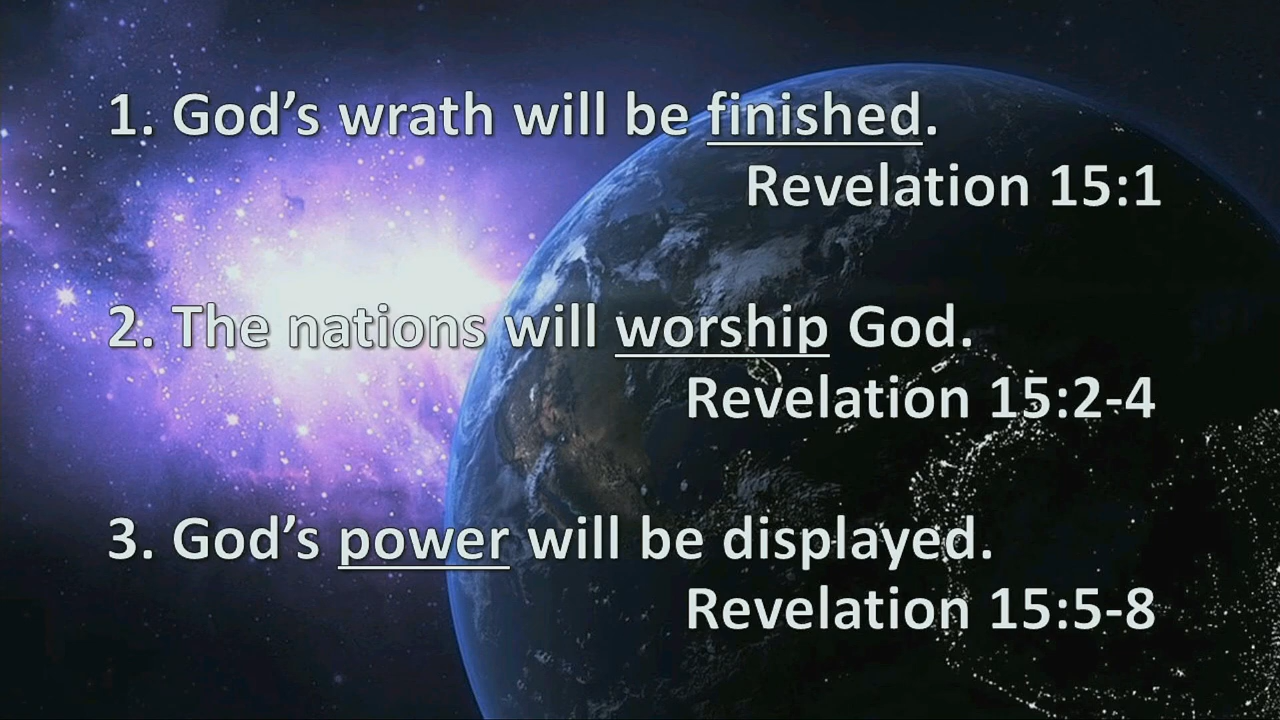 1. God’s wrath will be finished.
Revelation 15:1
2. The nations will worship God.
Revelation 15:2-4
3. God’s power will be displayed.
Revelation 15:5-8